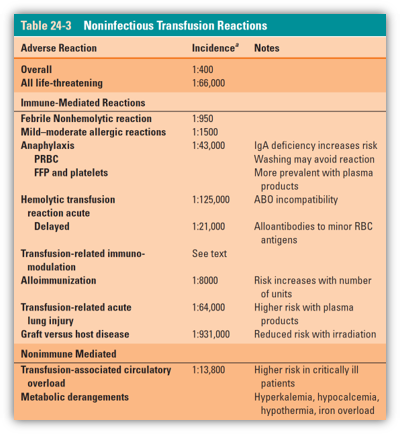 Table 24-3 Noninfectious Transfusion Reactions
Adverse Reaction Incidenceᵃ Notes
Overall 1:400
All life-threatening 1:66,000
Immune-Mediated Reactions
Febrile Nonhemolytic reaction 1:950
Mild–moderate allergic reactions 1:1500
Anaphylaxis 1:43,000 IgA deficiency increases risk
PRBC Washing may avoid reaction
FFP and platelets More prevalent with plasma
products
Hemolytic transfusion 1:125,000 ABO incompatibility
reaction acute
Delayed 1:21,000 Alloantibodies to minor RBC
antigens
Transfusion-related immuno- See text
modulation
Alloimmunization 1:8000 Risk increases with number
of units
Transfusion-related acute 1:64,000 Higher risk with plasma
lung injury products
Graft versus host disease 1:931,000 Reduced risk with irradiation
Nonimmune Mediated
Transfusion-associated circulatory 1:13,800 Higher risk in critically ill
overload patients
Metabolic derangements Hyperkalemia, hypocalcemia,
hypothermia, iron overload